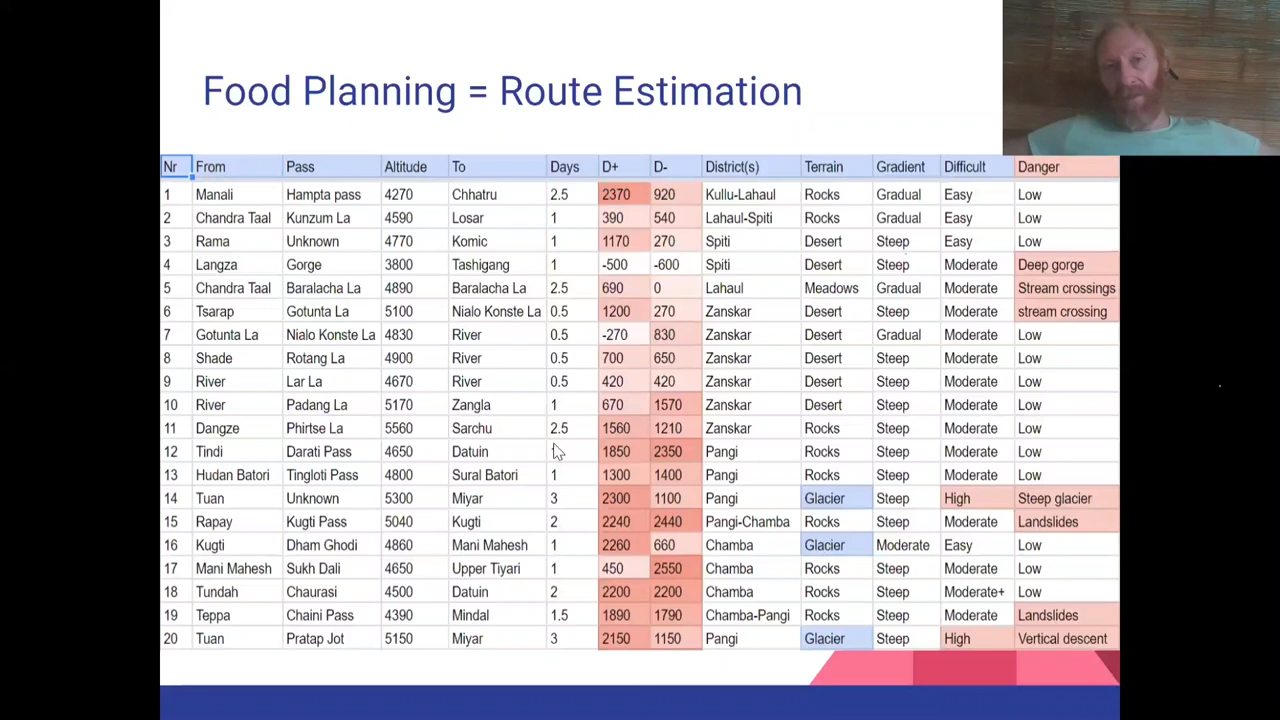 Food Planning = Route Estimation
Nr From Pass Altitude To Days D+ D- District(s) Terrain Gradient Difficult Danger
1 Manali Hampta pass 4270 Chhatru 2.5 2370 920 Kullu-Lahaul Rocks Gradual Easy Low
2 Chandra Taal Kunzum La 4590 Losar 1 390 540 Lahaul-Spiti Rocks Gradual Easy Low
3 Rama Unknown 4770 Komic 1 1170 270 Spiti Desert Steep Easy Low
4 Langza Gorge 3800 Tashigang 1 -500 -600 Spiti Desert Steep Moderate Deep gorge
5 Chandra Taal Baralacha La 4890 Baralacha La 2.5 690 0 Lahaul Meadows Gradual Moderate Stream crossings
6 Tsarap Gotunta La 5100 Nialo Konste La 0.5 1200 270 Zanskar Desert Steep Moderate stream crossing
7 Gotunta La Nialo Konste La 4830 River 0.5 -270 830 Zanskar Desert Gradual Moderate Low
8 Shade Rotang La 4900 River 0.5 700 650 Zanskar Desert Steep Moderate Low
9 River Lar La 4670 River 0.5 420 420 Zanskar Desert Steep Moderate Low
10 River Padang La 5170 Zangla 1 670 1570 Zanskar Desert Steep Moderate Low
11 Dangze Phirtse La 5560 Sarchu 2.5 1560 1210 Zanskar Rocks Steep Moderate Low
12 Tindi Darati Pass 4650 Datuin 1850 2350 Pangi Rocks Steep Moderate Low
13 Hudan Batori Tingloti Pass 4800 Sural Batori 1 1300 1400 Pangi Rocks Steep Moderate Low
14 Tuan Unknown 5300 Miyar 3 2300 1100 Pangi Glacier Steep High Steep glacier
15 Rapay Kugti Pass 5040 Kugti 2 2240 2440 Pangi-Chamba Rocks Steep Moderate Landslides
16 Kugti Dham Ghodi 4860 Mani Mahesh 1 2260 660 Chamba Glacier Moderate Easy Low
17 Mani Mahesh Sukh Dali 4650 Upper Tiyari 1 450 2550 Chamba Rocks Steep Moderate Low
18 Tundah Chaurasi 4500 Datuin 2 2200 2200 Chamba Rocks Steep Moderate+ Low
19 Teppa Chaini Pass 4390 Mindal 1.5 1890 1790 Chamba-Pangi Rocks Steep Moderate Landslides
20 Tuan Pratap Jot 5150 Miyar 3 2150 1150 Pangi Glacier Steep High Vertical descent